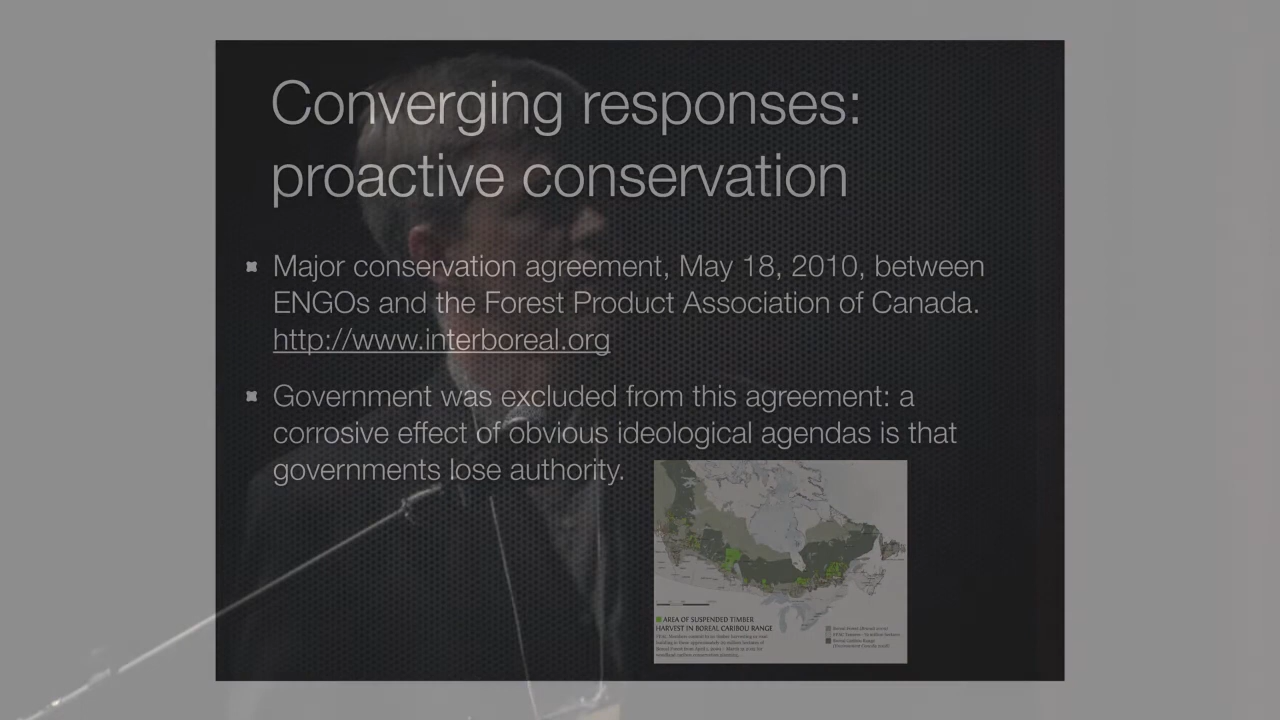 Converging responses:
proactive conservation
Major conservation agreement, May 18, 2010, between
ENGOs and the Forest Product Association of Canada.
http://www.interboreal.org
Government was excluded from this agreement: a
corrosive effect of obvious ideological agendas is that
governments lose authority.
AREA OF SUSPENDED TIMBER
HARVEST IN BOREAL CARIBOU RANGE